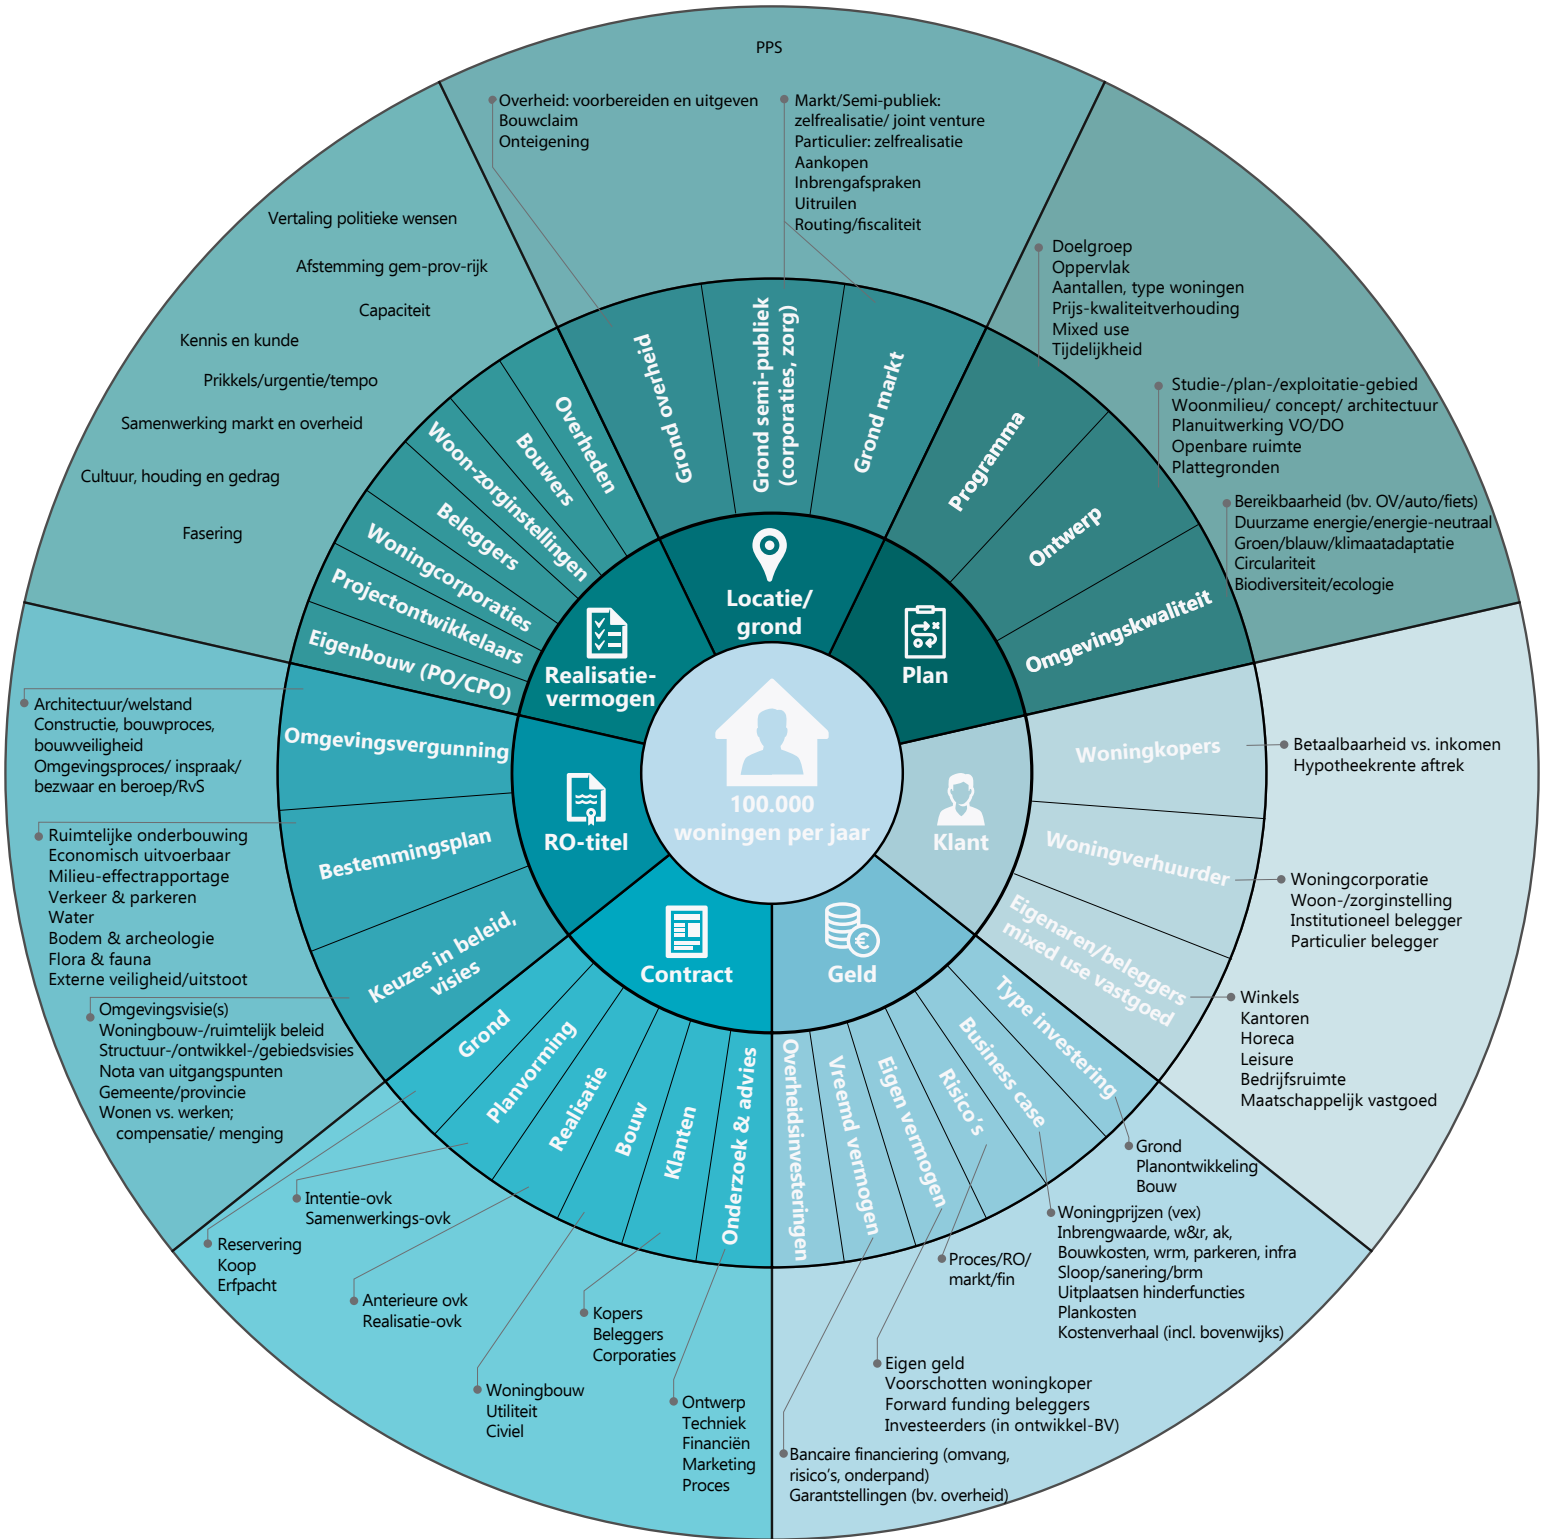 PPS
Overheid: voorbereiden en uitgeven
Bouwclaim
Onteigening
Markt/Semi-publiek:
zelfrealisatie/ joint venture
Particulier: zelfrealisatie
Aankopen
Inbrengafspraken
Uitruilen
Routing/fiscaliteit
Vertaling politieke wensen
Afstemming gem-prov-rijk
Capaciteit
Kennis en kunde
Prikkels/urgentie/tempo
Samenwerking markt en overheid
Cultuur, houding en gedrag
Fasering
Doelgroep
Oppervlak
Aantallen, type woningen
Prijs-kwaliteitverhouding
Mixed use
Tijdelijkheid
Studie-/plan-/exploitatie-gebied
Woonmilieu/ concept/ architectuur
Planuitwerking VO/DO
Openbare ruimte
Plattegronden
Bereikbaarheid (bv. OV/auto/fiets)
Duurzame energie/energie-neutraal
Groen/blauw/klimaatadaptatie
Circulariteit
Biodiversiteit/ecologie
Grond overheid
Grond semi-publiek
(corporaties, zorg)
Grond markt
Programma
Ontwerp
Omgevingskwaliteit
Overheden
Bouwers
Woon-zorginstellingen
Beleggers
Woningcorporaties
Projectontwikkelaars
Eigenbouw (PO/CPO)
Locatie/
grond
Plan
Realisatie-
vermogen
100.000
woningen per jaar
RO-titel
Klant
Contract
Geld
Omgevingsvergunning
Bestemmingsplan
Keuzes in beleid,
visies
Architectuur/welstand
Constructie, bouwproces,
bouwveiligheid
Omgevingsproces/ inspraak/
bezwaar en beroep/RvS
Ruimtelijke onderbouwing
Economisch uitvoerbaar
Milieu-effectrapportage
Verkeer & parkeren
Water
Bodem & archeologie
Flora & fauna
Externe veiligheid/uitstoot
Omgevingsvisie(s)
Woningbouw-/ruimtelijk beleid
Structuur-/ontwikkel-/gebiedsvisies
Nota van uitgangspunten
Gemeente/provincie
Wonen vs. werken;
compensatie/ menging
Woningkopers
Woningverhuurder
Eigenaren/beleggers
mixed use vastgoed
Betaalbaarheid vs. inkomen
Hypotheekrente aftrek
Woningcorporatie
Woon-/zorginstelling
Institutioneel belegger
Particulier belegger
Winkels
Kantoren
Horeca
Leisure
Bedrijfsruimte
Maatschappelijk vastgoed
Grond
Planvorming
Realisatie
Bouw
Klanten
Onderzoek & advies
Overheidsinvesteringen
Vreemd vermogen
Eigen vermogen
Risico's
Business case
Type investering
Intentie-ovk
Samenwerkings-ovk
Reservering
Koop
Erfpacht
Anterieure ovk
Realisatie-ovk
Woningbouw
Utiliteit
Civiel
Kopers
Beleggers
Corporaties
Ontwerp
Techniek
Financiën
Marketing
Proces
Grond
Planontwikkeling
Bouw
Woningprijzen (vex)
Inbrengwaarde, w&r, ak,
Bouwkosten, wrm, parkeren, infra
Sloop/sanering/brm
Uitplaatsen hinderfuncties
Plankosten
Kostenverhaal (incl. bovenwijks)
Proces/RO/
markt/fin
Eigen geld
Voorschotten woningkoper
Forward funding beleggers
Investeerders (in ontwikkel-BV)
Bancaire financiering (omvang,
risico's, onderpand)
Garantstellingen (bv. overheid)